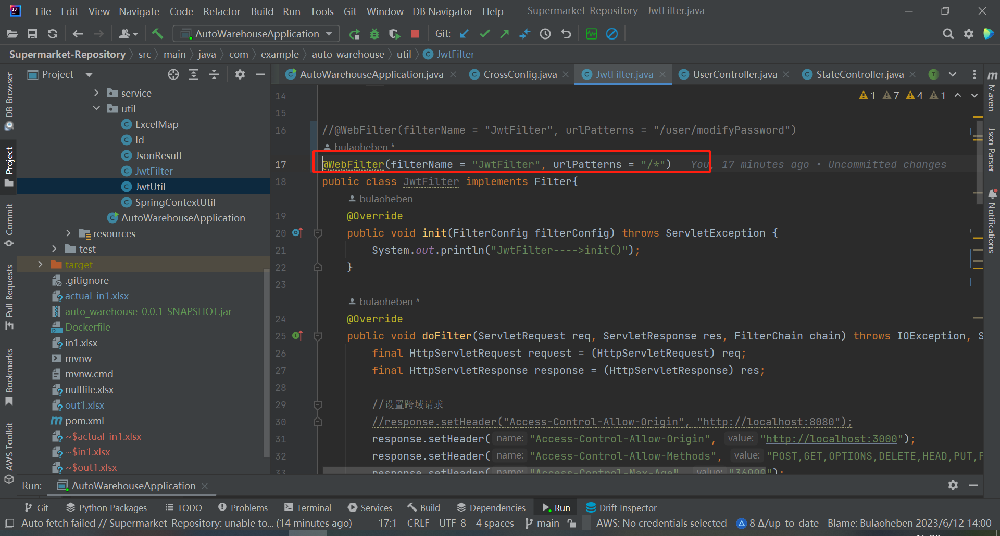 File Edit View Navigate Code Refactor Build Run Tools Git Window DB Navigator Help Supermarket-Repository - JwtFilter.java
AutoWarehouseApplication Git:
Supermarket-Repository src main java com example auto_warehouse util JwtFilter
Project
AutoWarehouseApplication.java CrossConfig.java JwtFilter.java UserController.java StateController.java
DB Browser
Project
Commit
Pull Requests
Bookmarks
AWS Toolkit
service
util
ExcelMap
Id
JsonResult
JwtFilter
JwtUtil
SpringContextUtil
AutoWarehouseApplication
resources
test
target
.gitignore
actual_in1.xlsx
auto_warehouse-0.0.1-SNAPSHOT.jar
Dockerfile
in1.xlsx
mvnw
mvnw.cmd
nullfile.xlsx
out1.xlsx
pom.xml
~$actual_in1.xlsx
~$in1.xlsx
~$out1.xlsx
1 7 4 1
14
15
16 //@WebFilter(filterName = "JwtFilter", urlPatterns = "/user/modifyPassword")
bulaoheben *
17 @WebFilter(filterName = "JwtFilter", urlPatterns = "/*") You, 17 minutes ago • Uncommitted changes
18 public class JwtFilter implements Filter{
bulaoheben
19 @Override
20 public void init(FilterConfig filterConfig) throws ServletException {
21 System.out.println("JwtFilter---->init()");
22 }
23
bulaoheben *
24 @Override
25 public void doFilter(ServletRequest req, ServletResponse res, FilterChain chain) throws IOException, S
26 final HttpServletRequest request = (HttpServletRequest) req;
27 final HttpServletResponse response = (HttpServletResponse) res;
28
29 //设置跨域请求
30 //response.setHeader("Access-Control-Allow-Origin", "http://localhost:8080");
31 response.setHeader( name: "Access-Control-Allow-Origin", value: "http://localhost:3000");
32 response.setHeader( name: "Access-Control-Allow-Methods", value: "POST,GET,OPTIONS,DELETE,HEAD,PUT,P
33 response.setHeader( name: "Access-Control-Max-Age", value: "36000");
Maven
Json Parser
Notifications
Run: AutoWarehouseApplication
Git Python Packages TODO Problems Terminal Services Build Dependencies Run Drift Inspector
Auto fetch failed // Supermarket-Repository: unable to... (14 minutes ago) 17:1 CRLF UTF-8 4 spaces main AWS: No credentials selected 8 Δ/up-to-date Blame: Bulaoheben 2023/6/12 14:00